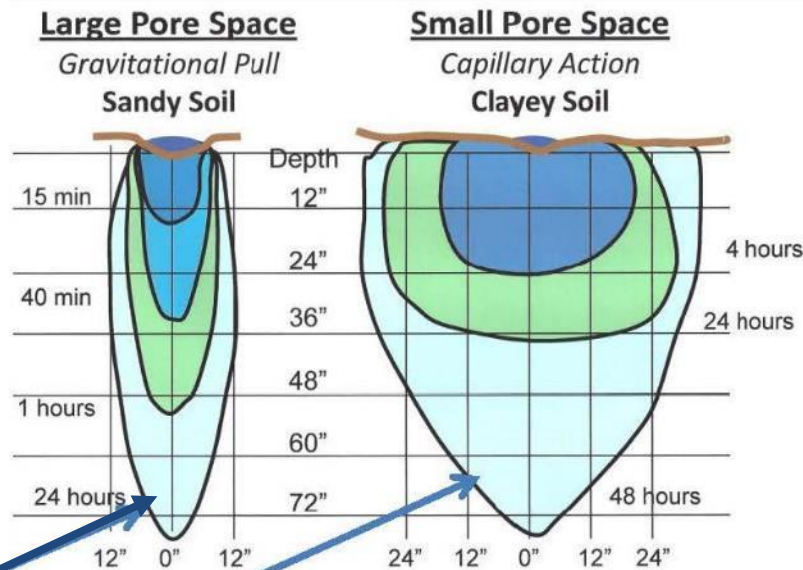 Large Pore Space
Gravitational Pull
Sandy Soil
Small Pore Space
Capillary Action
Clayey Soil
Depth
15 min
12”
24”
4 hours
40 min
36”
24 hours
48”
1 hours
60”
24 hours
72”
48 hours
12” 0” 12”
24” 12” 0” 12” 24”